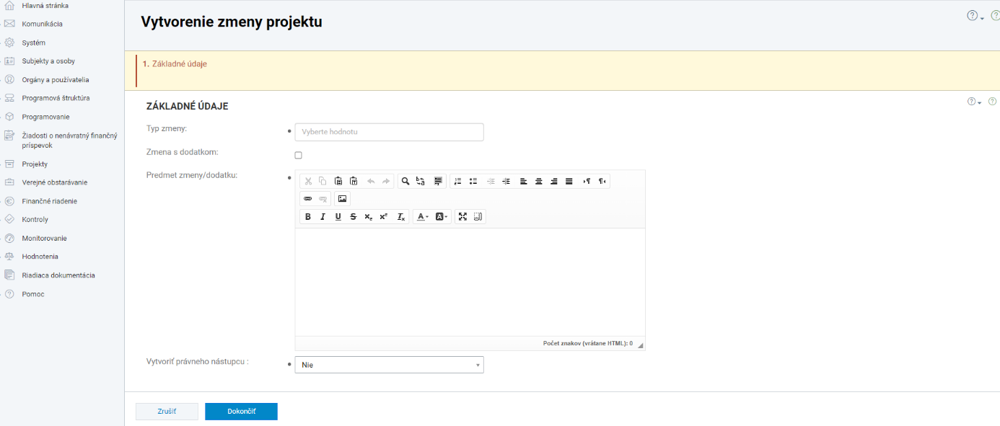 Hlavná stránka
Komunikácia
Systém
Subjekty a osoby
Orgány a používatelia
Programová štruktúra
Programovanie
Žiadosti o nenávratný finančný
príspevok
Projekty
Verejné obstarávanie
Finančné riadenie
Kontroly
Monitorovanie
Hodnotenia
Riadiaca dokumentácia
Pomoc
Vytvorenie zmeny projektu
1. Základné údaje
ZÁKLADNÉ ÚDAJE
Typ zmeny:
Vyberte hodnotu
Zmena s dodatkom:
Predmet zmeny/dodatku:
Počet znakov (vrátane HTML): 0
Vytvoriť právneho nástupcu :
Nie
Zrušiť
Dokončiť